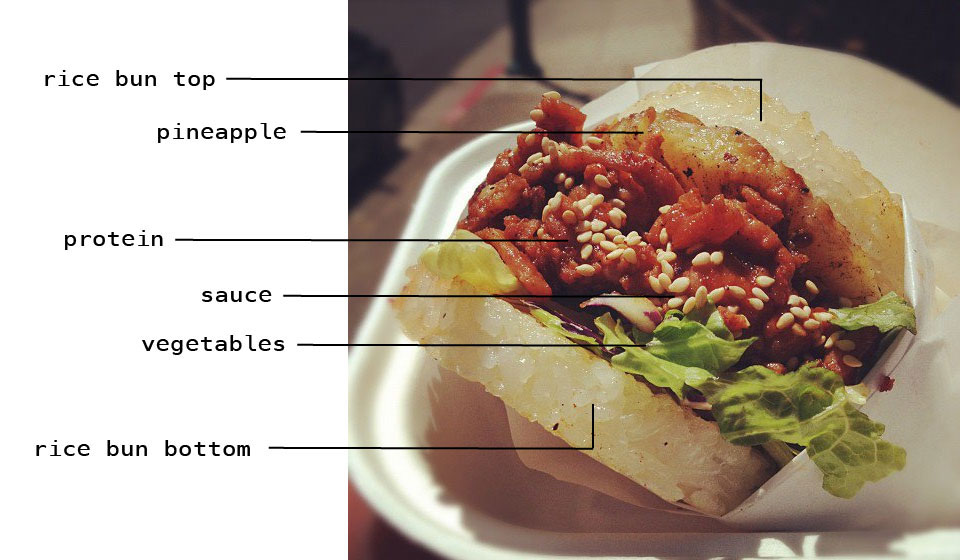 rice bun top
pineapple
protein
sauce
vegetables
rice bun bottom